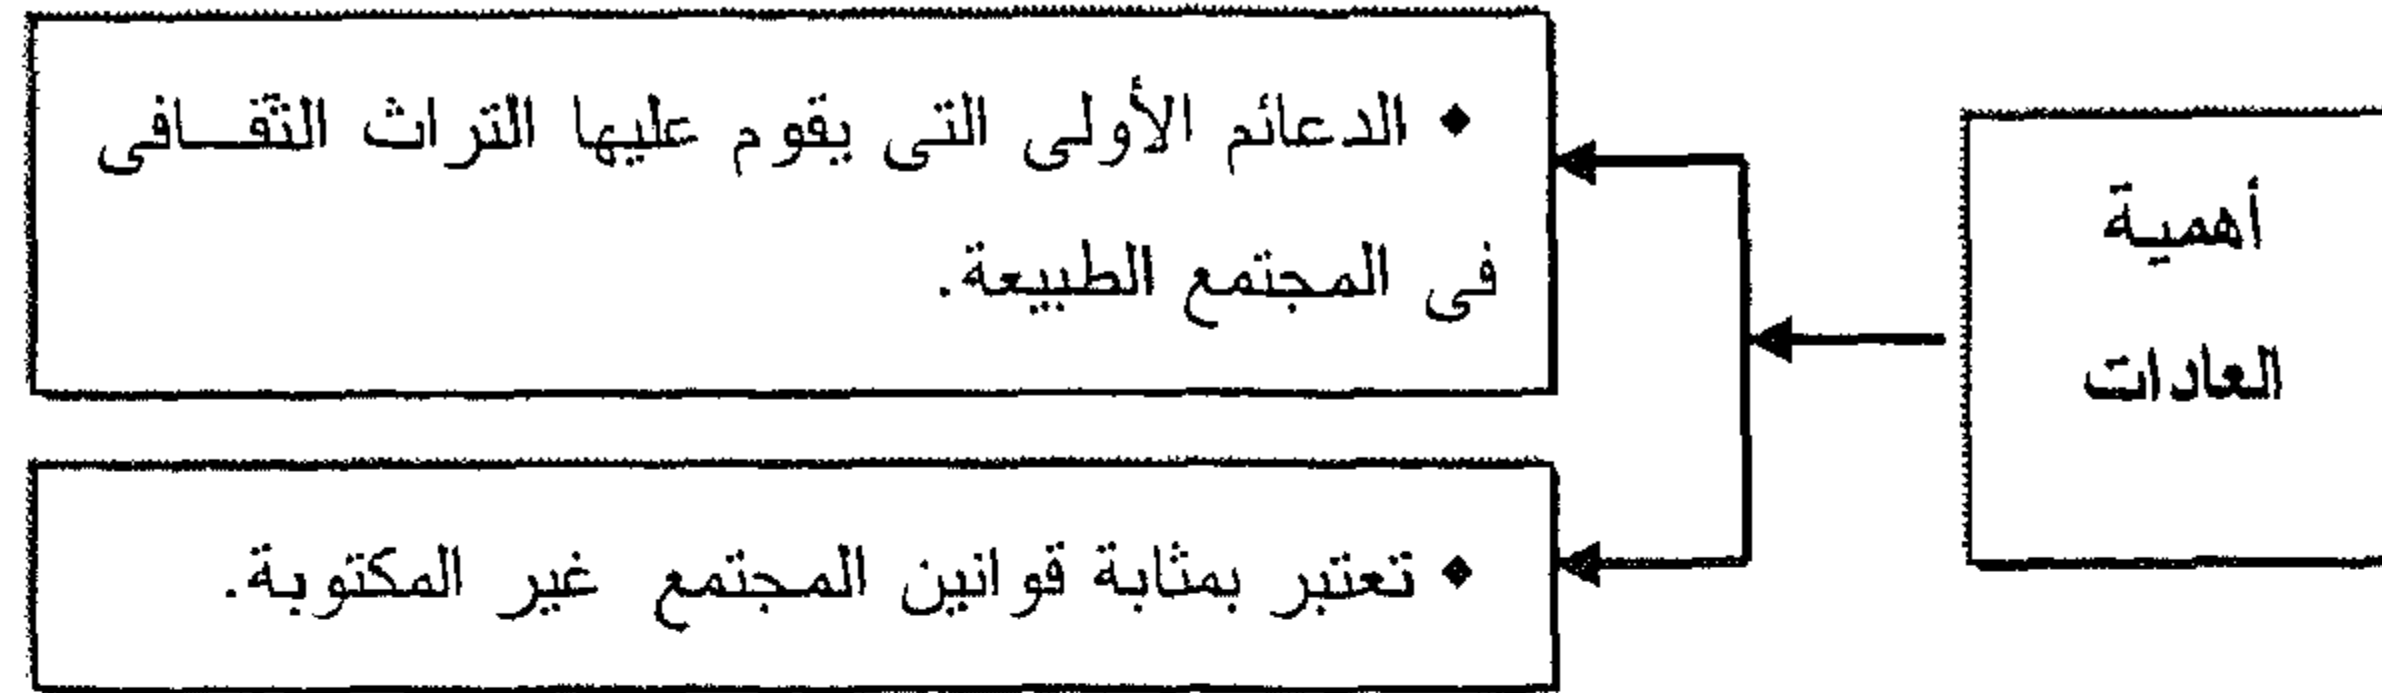 أهمية
العادات
♦ الدعائم الأولى التى يقوم عليها التراث الثقافى
فى المجتمع الطبيعة.
♦ تعتبر بمثابة قوانين المجتمع غير المكتوبة.